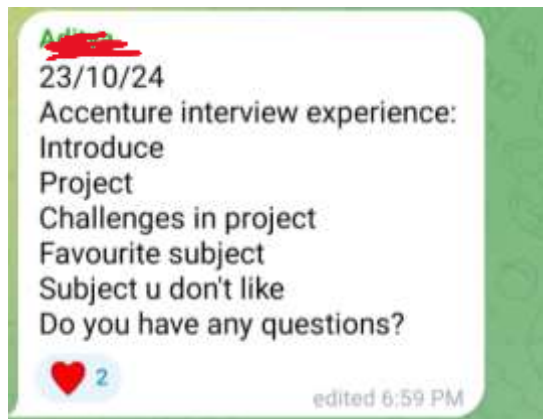 23/10/24
Accenture interview experience:
Introduce
Project
Challenges in project
Favourite subject
Subject u don't like
Do you have any questions?
2
edited 6:59 PM